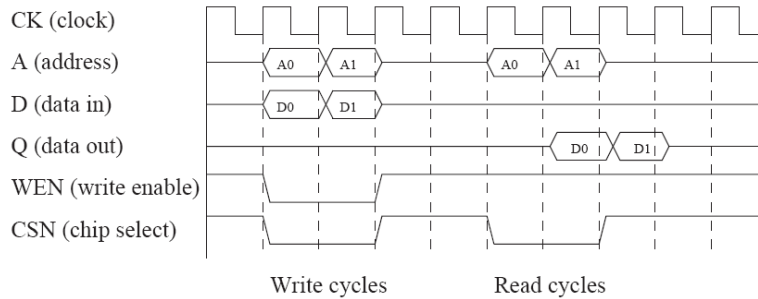 CK (clock)
A (address) A0 A1 A0 A1
D (data in) D0 D1
Q (data out) D0 D1
WEN (write enable)
CSN (chip select)
Write cycles Read cycles